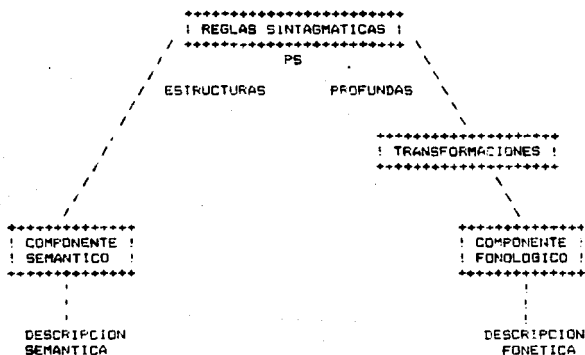 REGLAS SINTAGMATICAS
PS
ESTRUCTURAS PROFUNDAS
TRANSFORMACIONES
COMPONENTE
SEMANTICO
COMPONENTE
FONOLOGICO
DESCRIPCION
SEMANTICA
DESCRIPCION
FONETICA